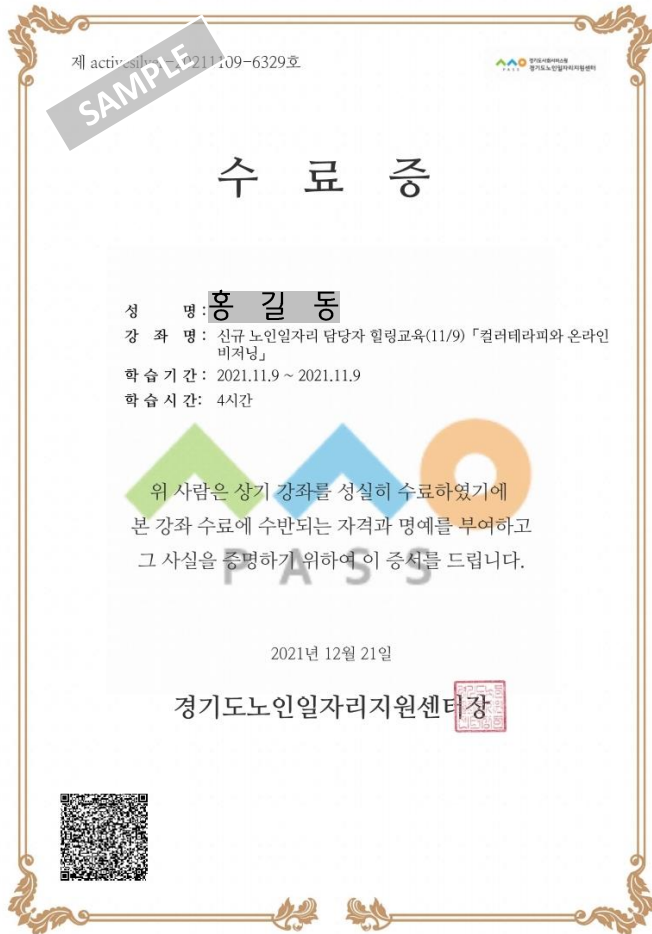 제 activesilver-20211109-6329호
SAMPLE
경기도사회서비스원
PASS 경기도노인일자리지원센터
수 료 증
성 명 : 홍 길 동
강 좌 명 : 신규 노인일자리 담당자 힐링교육(11/9) 「컬러테라피와 온라인
비저닝」
학 습 기 간 : 2021.11.9 ~ 2021.11.9
학 습 시 간 : 4시간
위 사람은 상기 강좌를 성실히 수료하였기에
본 강좌 수료에 수반되는 자격과 명예를 부여하고
그 사실을 증명하기 위하여 이 증서를 드립니다.
PASS
2021년 12월 21일
경기도노인일자리지원센터장